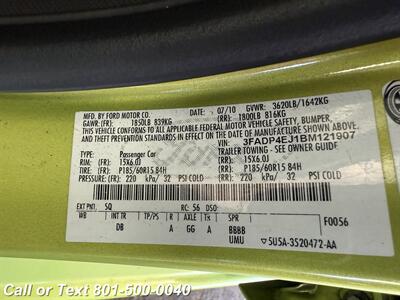 MFD. BY FORD MOTOR CO.
DATE: 07/10 GVWR: 3620LB/1642KG
GAWR: (FR): 1850LB 839KG (RR): 1800LB 816KG
THIS VEHICLE CONFORMS TO ALL APPLICABLE FEDERAL MOTOR VEHICLE SAFETY, BUMPER,
AND THEFT PREVENTION STANDARDS IN EFFECT ON THE DATE OF MANUFACTURE SHOWN ABOVE.
VIN: 3FADP4EJ1BM121907
TYPE: Passenger Car TRAILER TOWING - SEE OWNER GUIDE
RIM: (FR) 15X6.0J (RR): 15X6.0J
TIRE: (FR) P185/60R15 84H (RR): P185/60R15 84H
PRESSURE: (FR) 220 kPa/ 32 PSI COLD (RR): 220 kPa/ 32 PSI COLD
EXT PNT: RC: 56 DSO:
WB INT TR TP/PS R AXLE TR SPR F0056
DB A GG A BBBB
UMU 5U5A-3520472-AA
Call or Text 801-500-0040